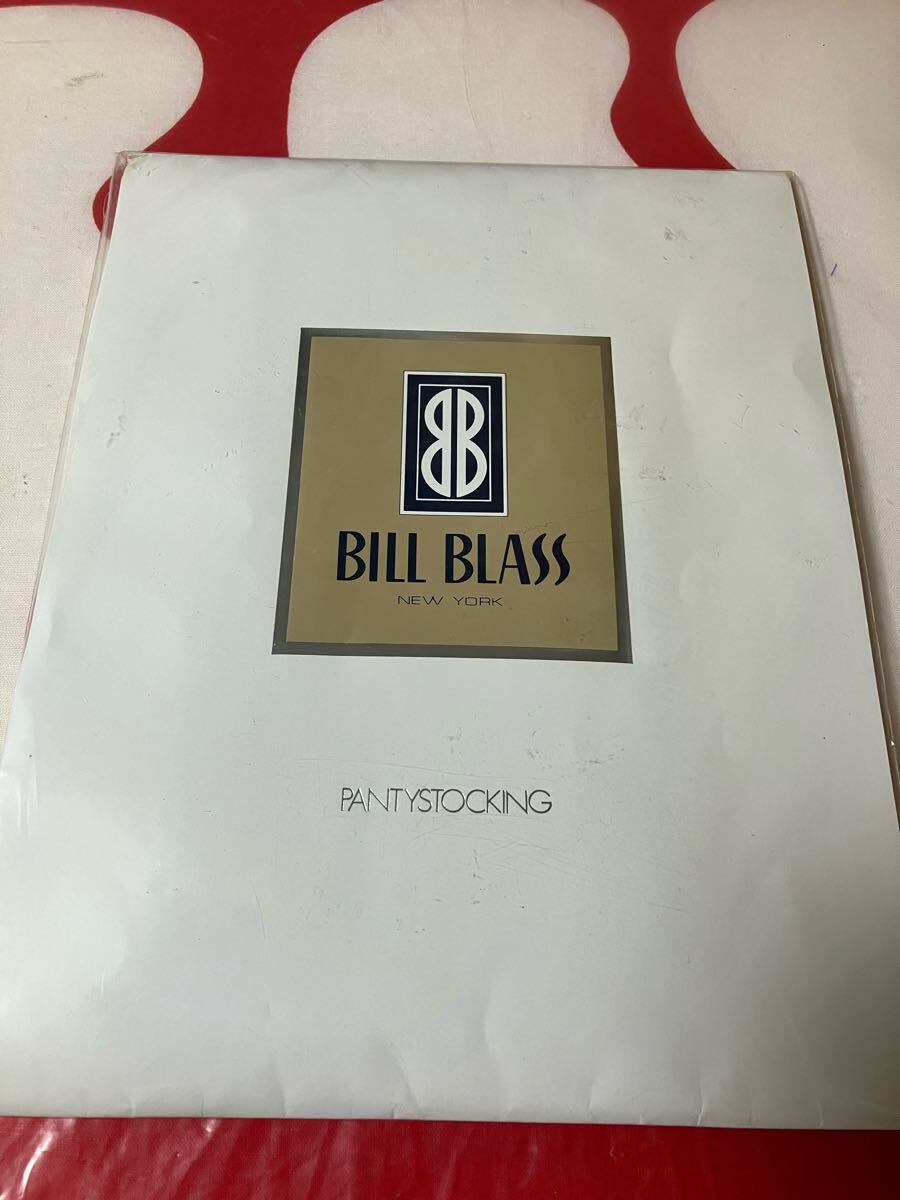 BB
BILL BLASS
NEW YORK
PANTYSTOCKING